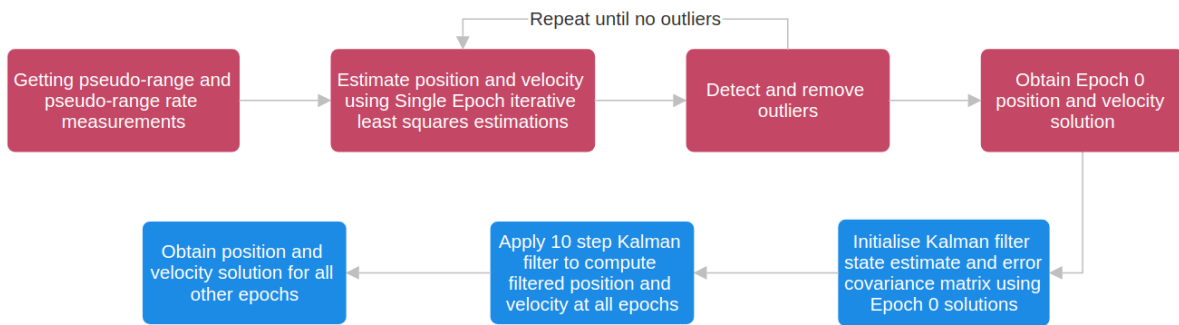 Repeat until no outliers
Getting pseudo-range and
pseudo-range rate
measurements
Estimate position and velocity
using Single Epoch iterative
least squares estimations
Detect and remove
outliers
Obtain Epoch 0
position and velocity
solution
Initialise Kalman filter
state estimate and error
covariance matrix using
Epoch 0 solutions
Apply 10 step Kalman
filter to compute
filtered position and
velocity at all epochs
Obtain position and
velocity solution for all
other epochs